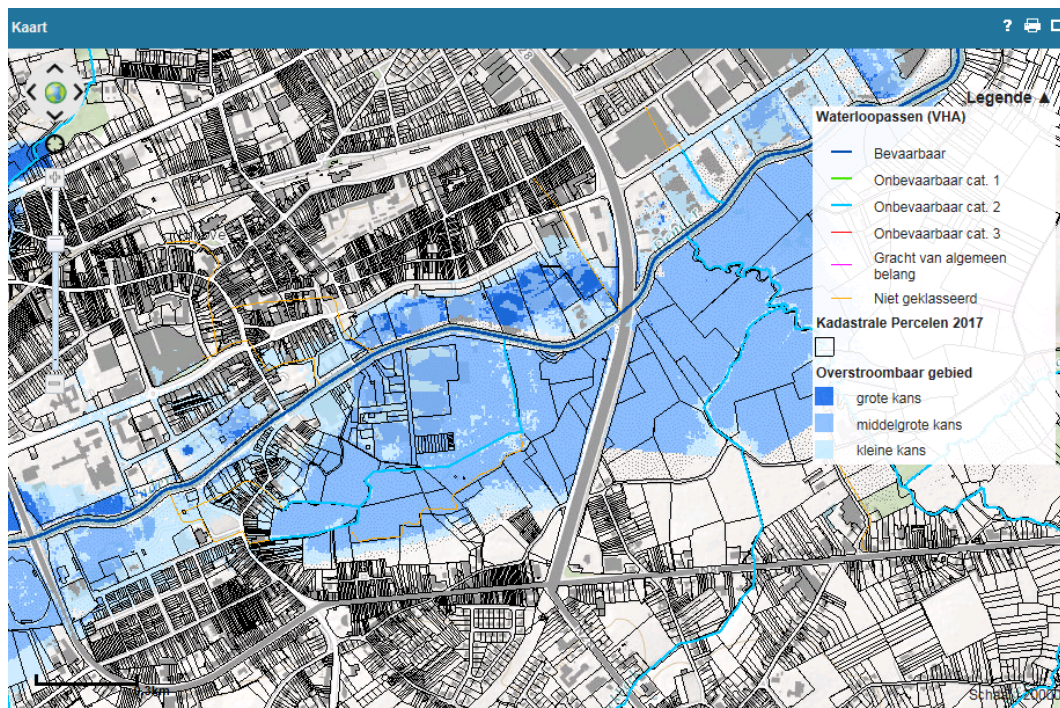 Kaart
?
Legende ▲
Waterloopassen (VHA)
Bevaarbaar
Onbevaarbaar cat. 1
Onbevaarbaar cat. 2
Onbevaarbaar cat. 3
Gracht van algemeen
belang
Niet geklasseerd
Kadastrale Percelen 2017
Overstroombaar gebied
grote kans
middelgrote kans
kleine kans